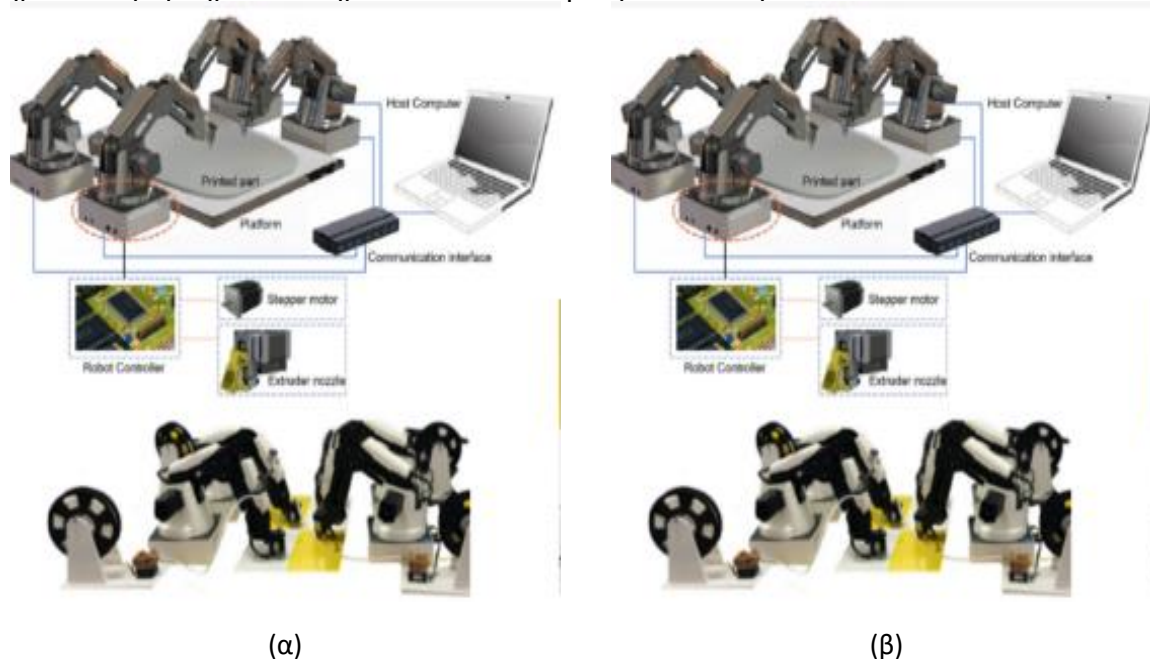 Host Computer Host Computer
Printed part Printed part
Platform Platform
Communication interface Communication interface
Stepper motor Stepper motor
Robot Controller Robot Controller
Extruder nozzle Extruder nozzle
(α) (β)